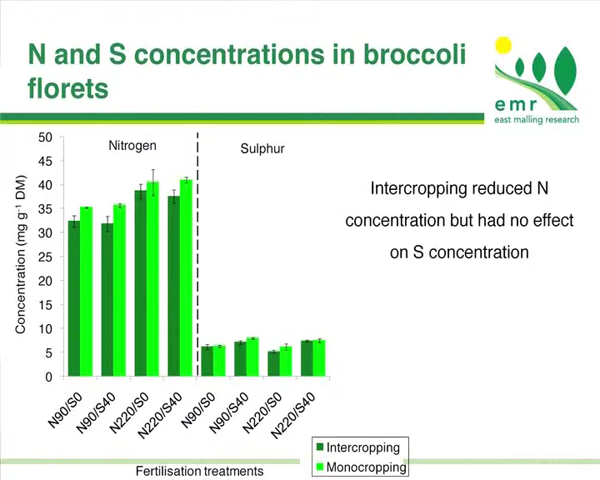 N and S concentrations in broccoli
florets
emr
east malling research
Nitrogen
Sulphur
Concentration (mg g⁻¹ DM)
50
45
40
35
30
25
20
15
10
5
0
N90/S0
N90/S40
N220/S0
N220/S40
N90/S0
N90/S40
N220/S0
N220/S40
Fertilisation treatments
Intercropping
Monocropping
Intercropping reduced N
concentration but had no effect
on S concentration